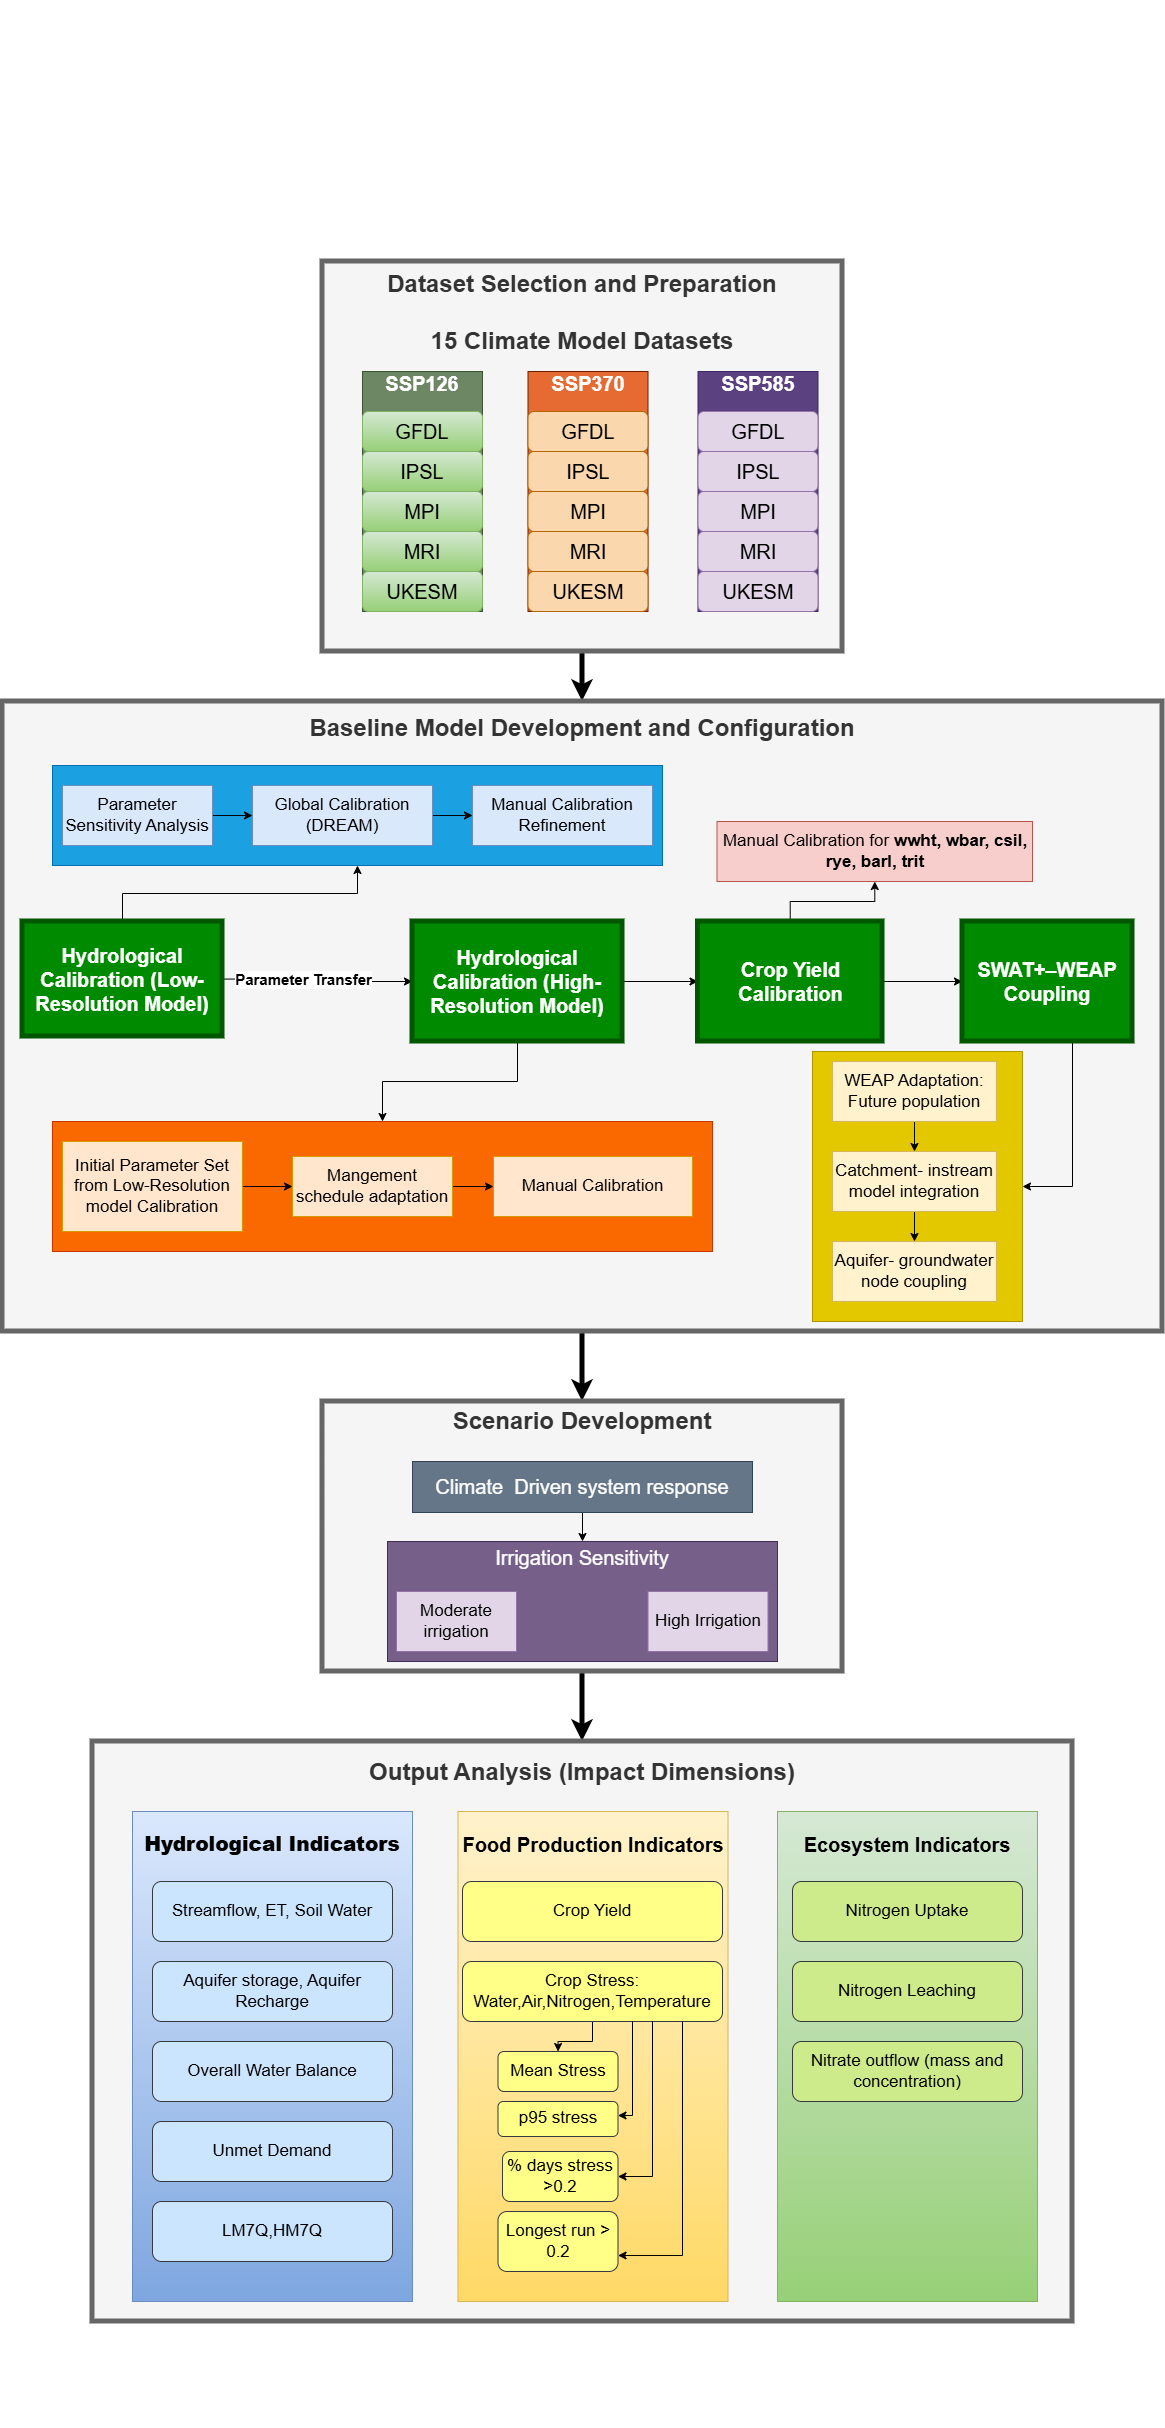 Dataset Selection and Preparation
15 Climate Model Datasets
SSP126
GFDL
IPSL
MPI
MRI
UKESM
SSP370
GFDL
IPSL
MPI
MRI
UKESM
SSP585
GFDL
IPSL
MPI
MRI
UKESM
Baseline Model Development and Configuration
Parameter
Sensitivity Analysis
Global Calibration
(DREAM)
Manual Calibration
Refinement
Manual Calibration for wwht, wbar, csil,
rye, barl, trit
Hydrological
Calibration (Low-
Resolution Model)
Parameter Transfer
Hydrological
Calibration (High-
Resolution Model)
Crop Yield
Calibration
SWAT+–WEAP
Coupling
Initial Parameter Set
from Low-Resolution
model Calibration
Mangement
schedule adaptation
Manual Calibration
WEAP Adaptation:
Future population
Catchment- instream
model integration
Aquifer- groundwater
node coupling
Scenario Development
Climate  Driven system response
Irrigation Sensitivity
Moderate
irrigation
High Irrigation
Output Analysis (Impact Dimensions)
Hydrological Indicators
Streamflow, ET, Soil Water
Aquifer storage, Aquifer
Recharge
Overall Water Balance
Unmet Demand
LM7Q,HM7Q
Food Production Indicators
Crop Yield
Crop Stress:
Water,Air,Nitrogen,Temperature
Mean Stress
p95 stress
% days stress
>0.2
Longest run >
0.2
Ecosystem Indicators
Nitrogen Uptake
Nitrogen Leaching
Nitrate outflow (mass and
concentration)